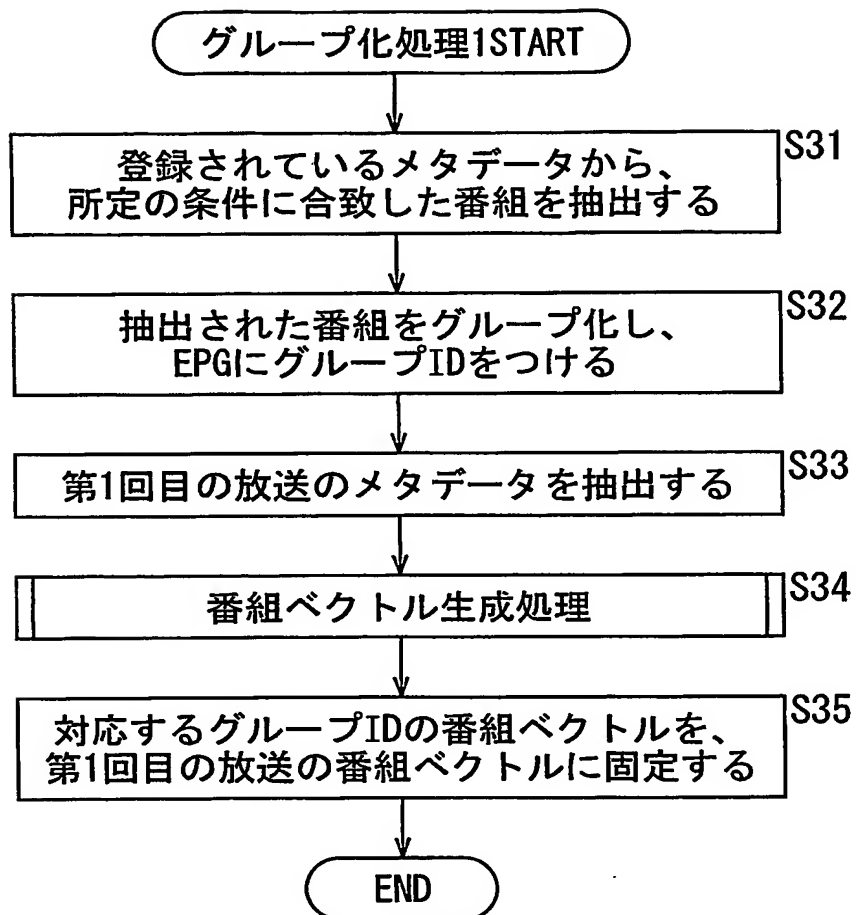 グループ化処理1START
S31
登録されているメタデータから、
所定の条件に合致した番組を抽出する
S32
抽出された番組をグループ化し、
EPGにグループIDをつける
S33
第1回目の放送のメタデータを抽出する
S34
番組ベクトル生成処理
S35
対応するグループIDの番組ベクトルを、
第1回目の放送の番組ベクトルに固定する
END